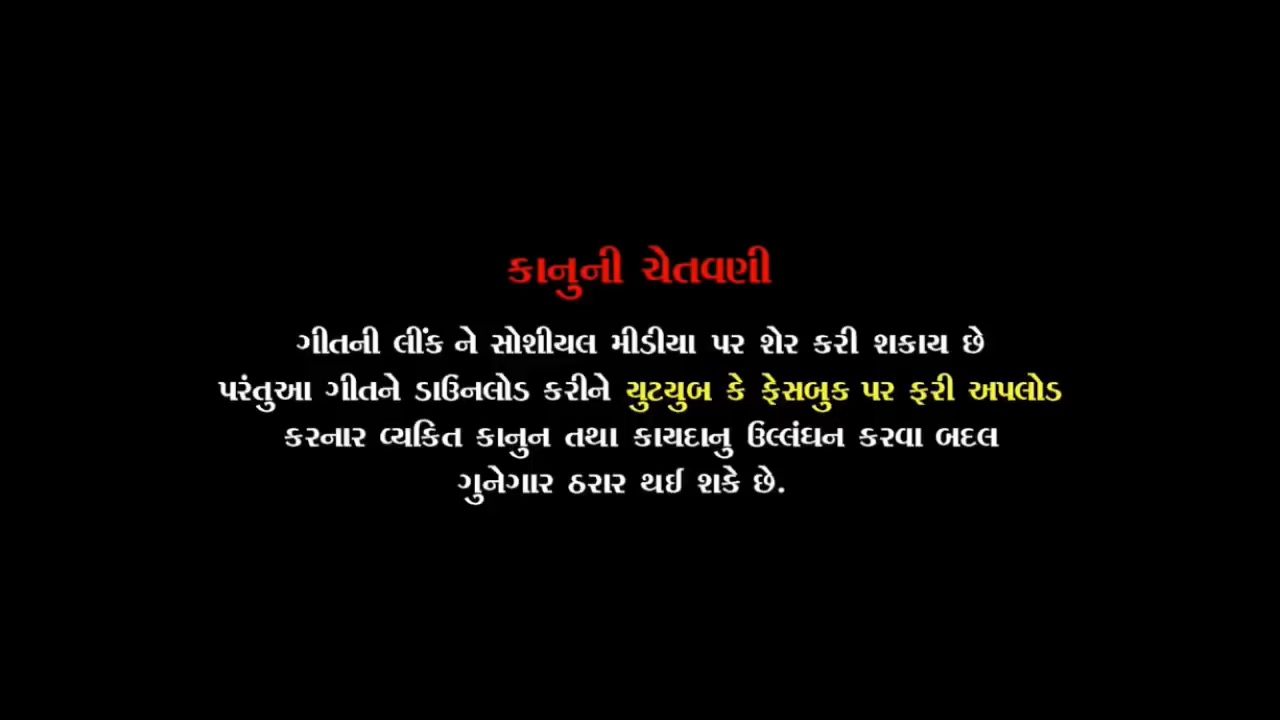 કાનુની ચેતવણી
ગીતની લીંક ને સોશીયલ મીડીયા પર શેર કરી શકાય છે
પરંતુઆ ગીતને ડાઉનલોડ કરીને યુટયુબ કે ફેસબુક પર ફરી અપલોડ
કરનાર વ્યકિત કાનુન તથા કાયદાનુ ઉલ્લંઘન કરવા બદલ
ગુનેગાર ઠરાર થઈ શકે છે.